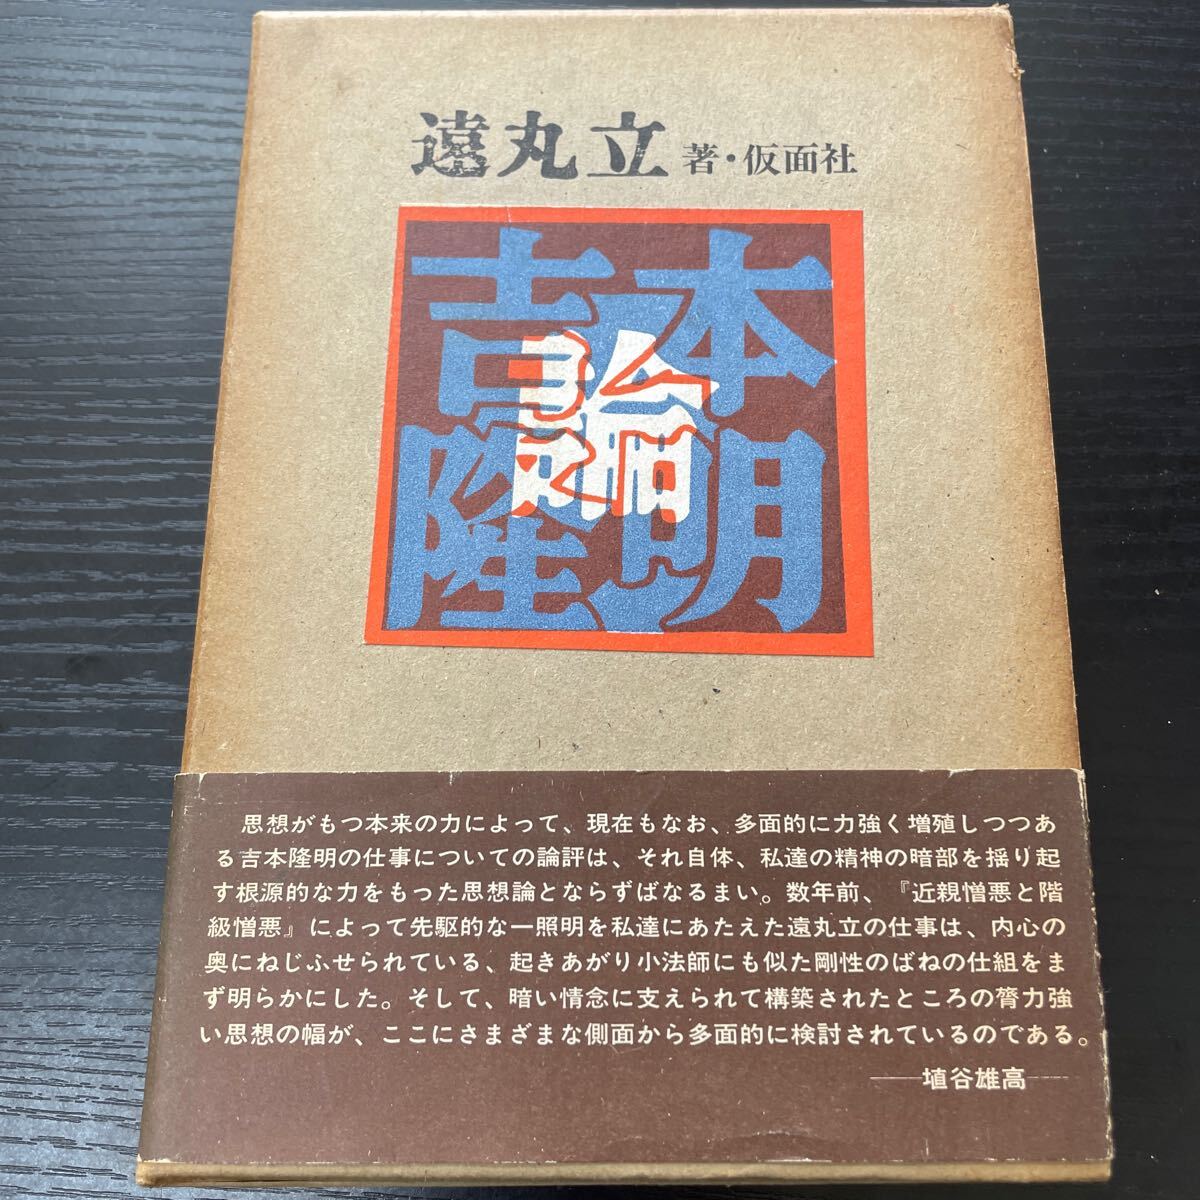 遠丸立 著・仮面社
吉本
論
隆明
思想がもつ本来の力によって、現在もなお、多面的に力強く増殖しつつあ
る吉本隆明の仕事についての論評は、それ自体、私達の精神の暗部を揺り起
す根源的な力をもった思想論とならずばなるまい。数年前、『近親憎悪と階
級憎悪』によって先駆的な一照明を私達にあたえた遠丸立の仕事は、内心の
奥にねじふせられている、起きあがり小法師にも似た剛性のばねの仕組をま
ず明らかにした。そして、暗い情念に支えられて構築されたところの膂力強
い思想の幅が、ここにさまざまな側面から多面的に検討されているのである。
——埴谷雄高——